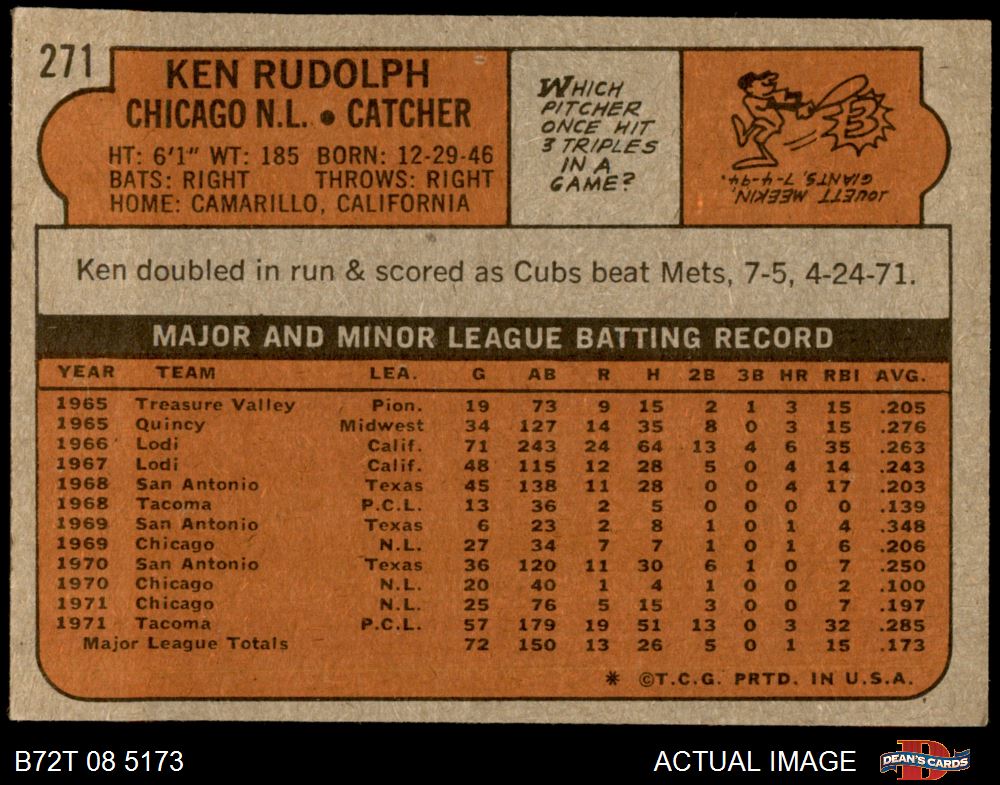 271
KEN RUDOLPH
CHICAGO N.L. • CATCHER
HT: 6'1" WT: 185 BORN: 12-29-46
BATS: RIGHT THROWS: RIGHT
HOME: CAMARILLO, CALIFORNIA
WHICH
PITCHER
ONCE HIT
3 TRIPLES
IN A
GAME?
3
JOUETT MEEKIN,
GIANTS, 7-4-94.
Ken doubled in run & scored as Cubs beat Mets, 7-5, 4-24-71.
MAJOR AND MINOR LEAGUE BATTING RECORD
YEAR TEAM LEA. G AB R H 2B 3B HR RBI AVG.
1965 Treasure Valley Pion. 19 73 9 15 2 1 3 15 .205
1965 Quincy Midwest 34 127 14 35 8 0 3 15 .276
1966 Lodi Calif. 71 243 24 64 13 4 6 35 .263
1967 Lodi Calif. 48 115 12 28 5 0 4 14 .243
1968 San Antonio Texas 45 138 11 28 0 0 4 17 .203
1968 Tacoma P.C.L. 13 36 2 5 0 0 0 0 .139
1969 San Antonio Texas 6 23 2 8 1 0 1 4 .348
1969 Chicago N.L. 27 34 7 7 1 0 1 6 .206
1970 San Antonio Texas 36 120 11 30 6 1 0 7 .250
1970 Chicago N.L. 20 40 1 4 1 0 0 2 .100
1971 Chicago N.L. 25 76 5 15 3 0 0 7 .197
1971 Tacoma P.C.L. 57 179 19 51 13 0 3 32 .285
Major League Totals 72 150 13 26 5 0 1 15 .173
* ©T.C.G. PRTD. IN U.S.A.
B72T 08 5173 ACTUAL IMAGE D DEAN'S CARDS